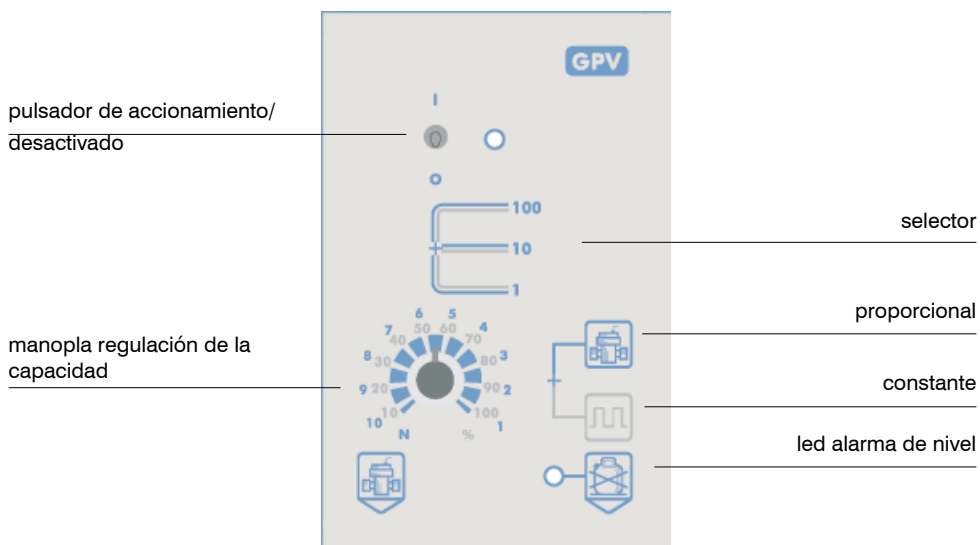 GPV
I
pulsador de accionamiento/
desactivado
100
selector
10
1
proporcional
6 5
7 50 60 4
40 70
manopla regulación de la
capacidad
8 30 80 3
constante
9 20 90 2
10 100
10 N % 1
led alarma de nivel